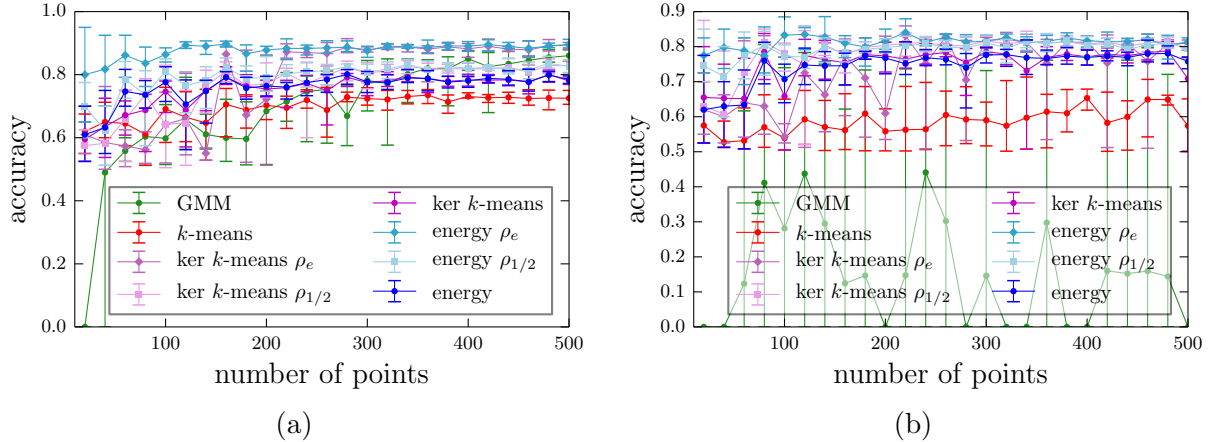 1.0
0.8
0.6
0.4
0.2
0.0
accuracy
GMM
k-means
ker k-means ρe
ker k-means ρ1/2
ker k-means
energy ρe
energy ρ1/2
energy
100 200 300 400 500
number of points
(a)
0.9
0.8
0.7
0.6
0.5
0.4
0.3
0.2
0.1
0.0
accuracy
GMM
k-means
ker k-means ρe
ker k-means ρ1/2
ker k-means
energy ρe
energy ρ1/2
energy
100 200 300 400 500
number of points
(b)